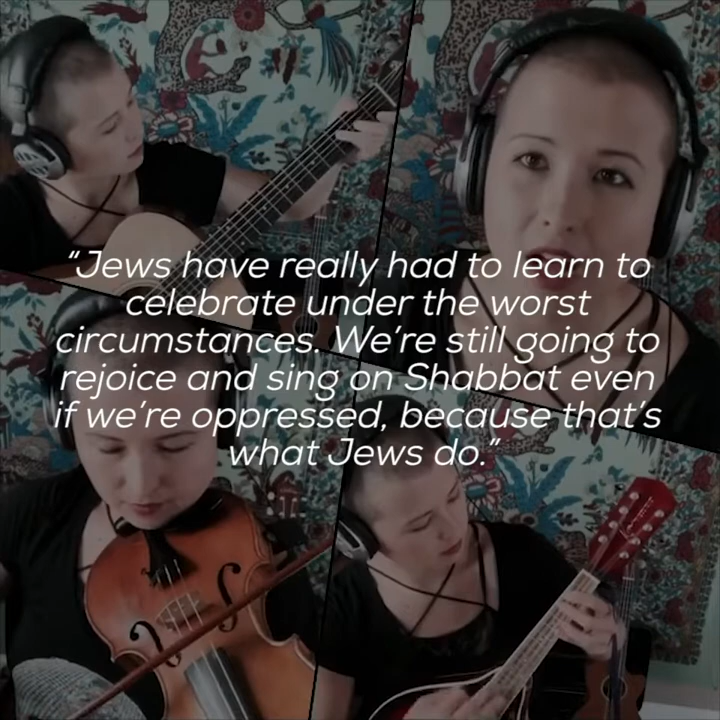 “Jews have really had to learn to
celebrate under the worst
circumstances. We’re still going to
rejoice and sing on Shabbat even
if we’re oppressed, because that’s
what Jews do.”